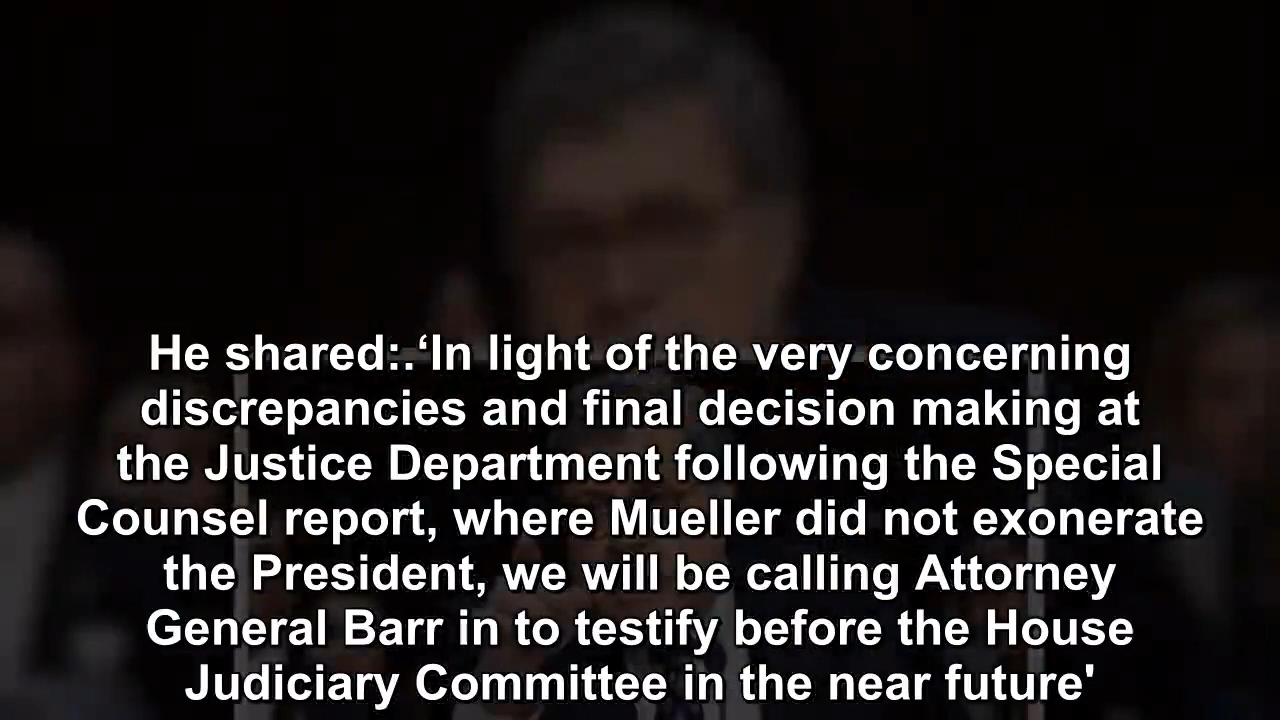 He shared:.‘In light of the very concerning
discrepancies and final decision making at
the Justice Department following the Special
Counsel report, where Mueller did not exonerate
the President, we will be calling Attorney
General Barr in to testify before the House
Judiciary Committee in the near future'